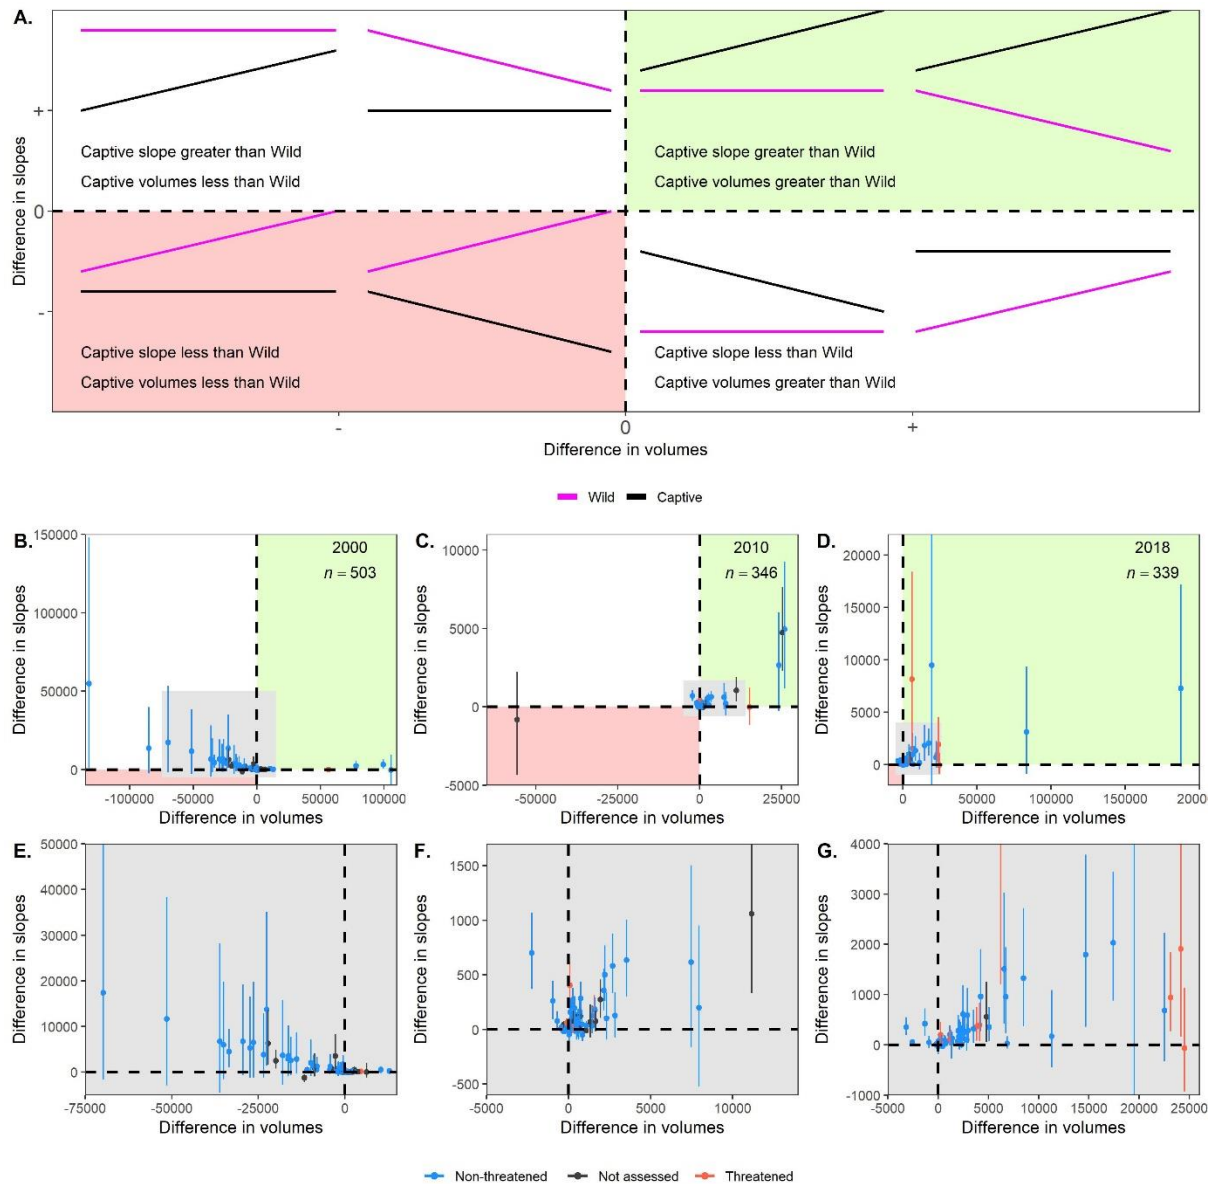 A.
Difference in slopes
+
0
-
Captive slope greater than Wild
Captive volumes less than Wild
Captive slope greater than Wild
Captive volumes greater than Wild
Captive slope less than Wild
Captive volumes less than Wild
Captive slope less than Wild
Captive volumes greater than Wild
- 0 +
Difference in volumes
Wild Captive
B.
2000
n = 503
Difference in slopes
150000
100000
50000
0
-100000 -50000 0 50000 100000
Difference in volumes
C.
2010
n = 346
Difference in slopes
10000
5000
0
-5000
-50000 -25000 0 25000
Difference in volumes
D.
2018
n = 339
Difference in slopes
20000
15000
10000
5000
0
0 50000 100000 150000 2000
Difference in volumes
E.
Difference in slopes
50000
40000
30000
20000
10000
0
-75000 -50000 -25000 0
Difference in volumes
F.
Difference in slopes
1500
1000
500
0
-500
-5000 0 5000 10000
Difference in volumes
G.
Difference in slopes
4000
3000
2000
1000
0
-1000
-5000 0 5000 10000 15000 20000 25000
Difference in volumes
Non-threatened Not assessed Threatened